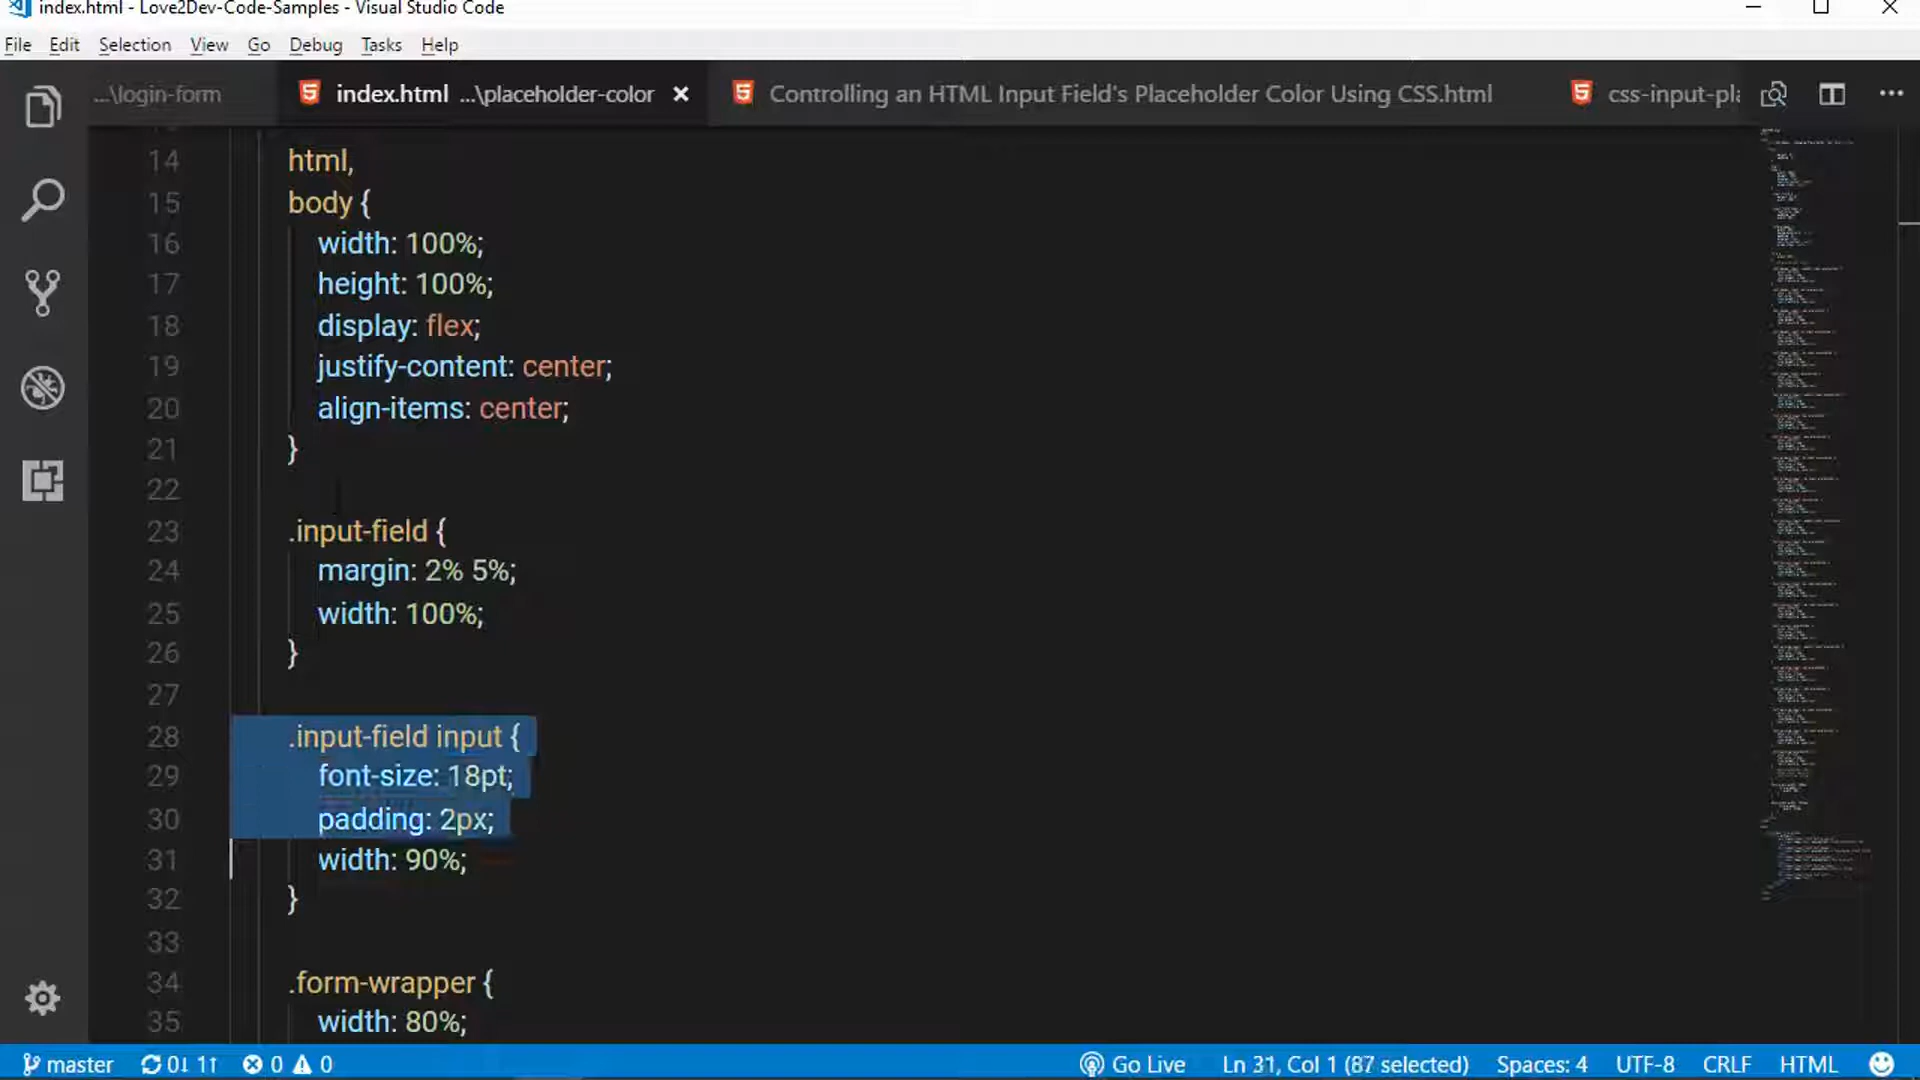 index.html - Love2Dev-Code-Samples - Visual Studio Code
File Edit Selection View Go Debug Tasks Help
...\login-form index.html ...\placeholder-color Controlling an HTML Input Field's Placeholder Color Using CSS.html css-input-pla
14 html,
15 body {
16 width: 100%;
17 height: 100%;
18 display: flex;
19 justify-content: center;
20 align-items: center;
21 }
22
23 .input-field {
24 margin: 2% 5%;
25 width: 100%;
26 }
27
28 .input-field input {
29 font-size: 18pt;
30 padding: 2px;
31 width: 90%;
32 }
33
34 .form-wrapper {
35 width: 80%;
master 0↓ 1↑ 0 0 Go Live Ln 31, Col 1 (87 selected) Spaces: 4 UTF-8 CRLF HTML